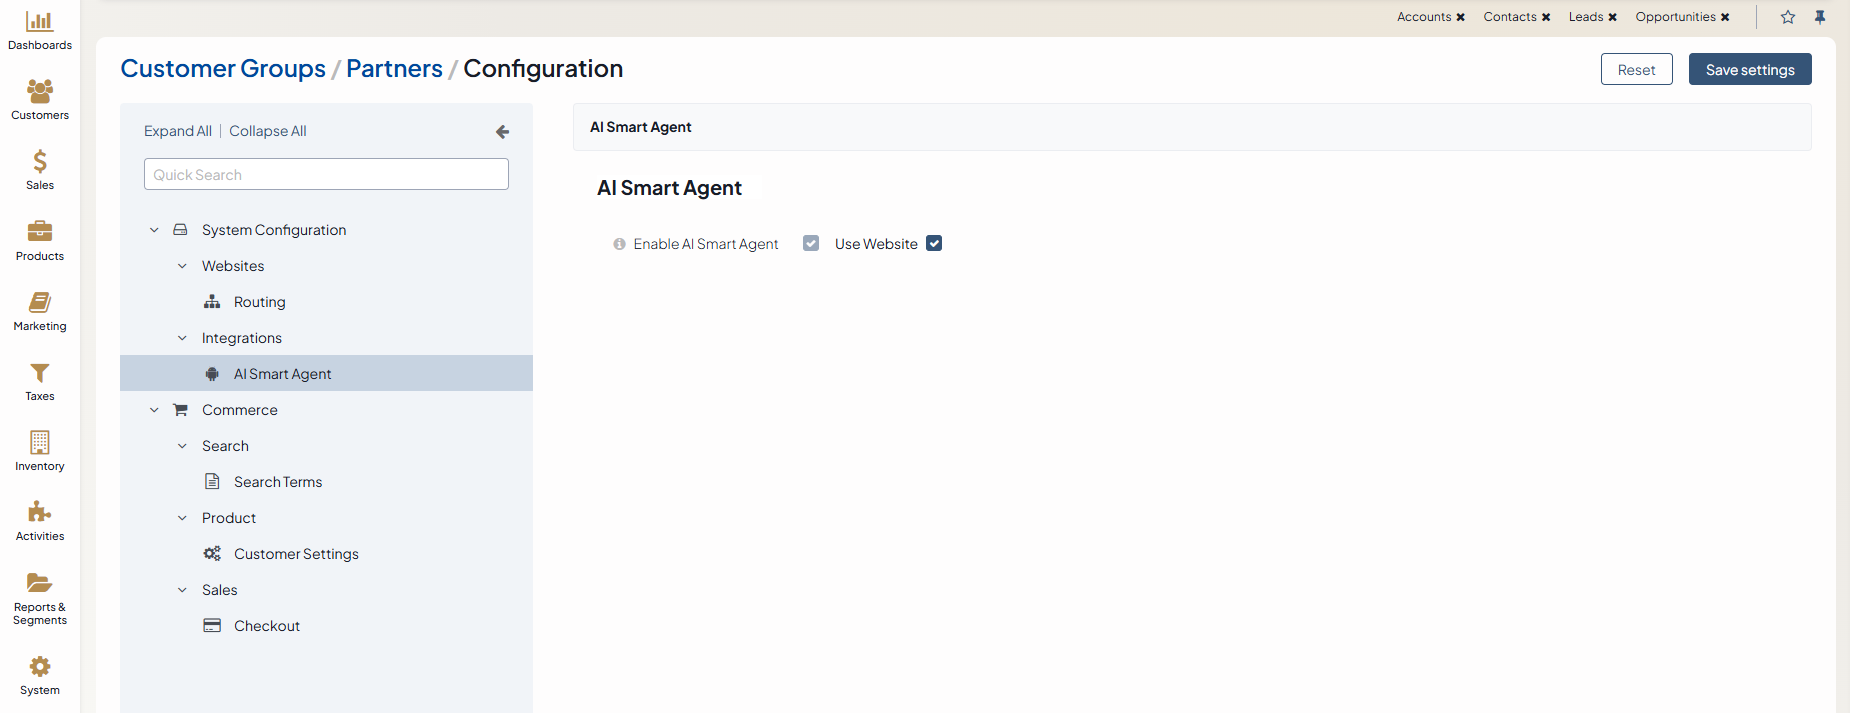 Dashboards
Customers
Sales
Products
Marketing
Taxes
Inventory
Activities
Reports &
Segments
System
Accounts Contacts Leads Opportunities
Customer Groups / Partners / Configuration
Reset Save settings
Expand All | Collapse All
Quick Search
System Configuration
Websites
Routing
Integrations
AI Smart Agent
Commerce
Search
Search Terms
Product
Customer Settings
Sales
Checkout
AI Smart Agent
AI Smart Agent
Enable AI Smart Agent Use Website